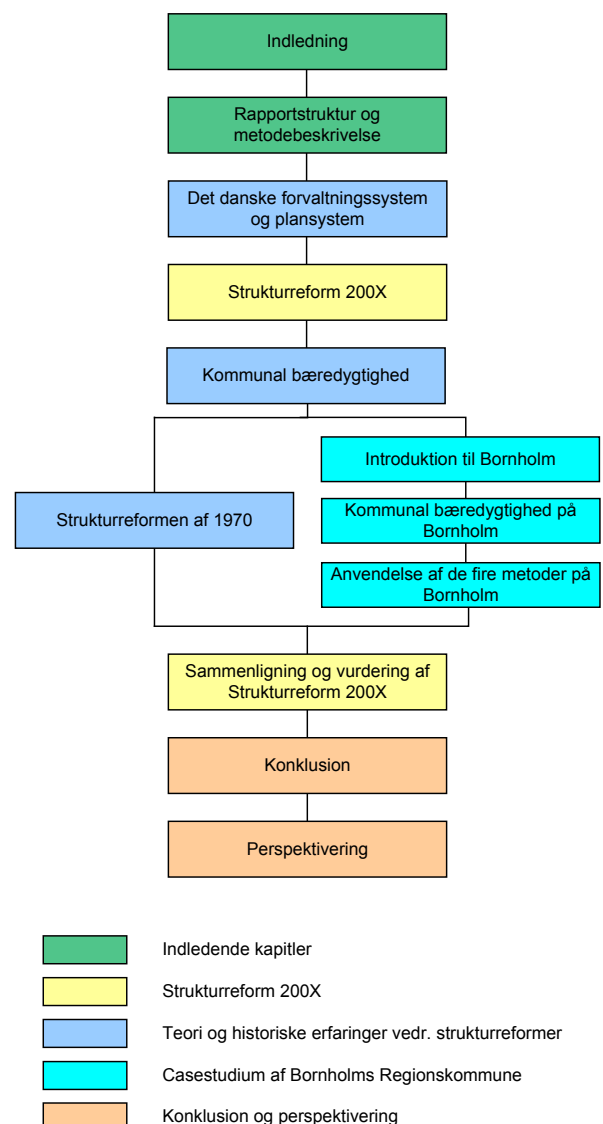 Indledning
Rapportstruktur og
metodebeskrivelse
Det danske forvaltningssystem
og plansystem
Strukturreform 200X
Kommunal bæredygtighed
Strukturreformen af 1970
Introduktion til Bornholm
Kommunal bæredygtighed på
Bornholm
Anvendelse af de fire metoder på
Bornholm
Sammenligning og vurdering af
Strukturreform 200X
Konklusion
Perspektivering
Indledende kapitler
Strukturreform 200X
Teori og historiske erfaringer vedr. strukturreformer
Casestudium af Bornholms Regionskommune
Konklusion og perspektivering